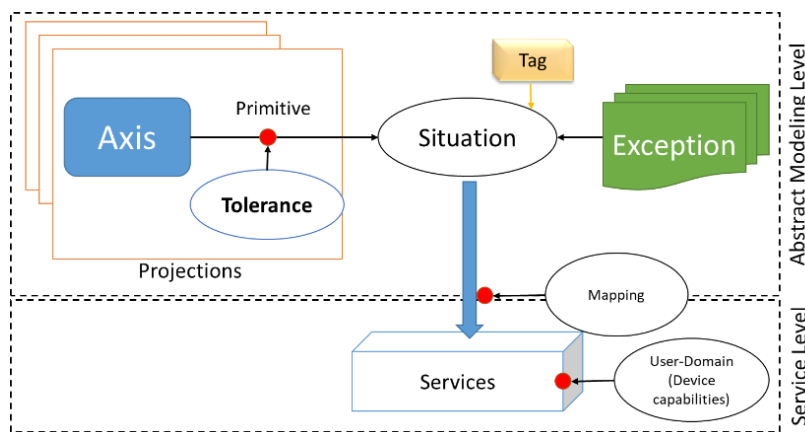 Tag
Primitive
Axis
Situation
Exception
Tolerance
Projections
Abstract Modeling Level
Mapping
Services
User-Domain
(Device
capabilities)
Service Level